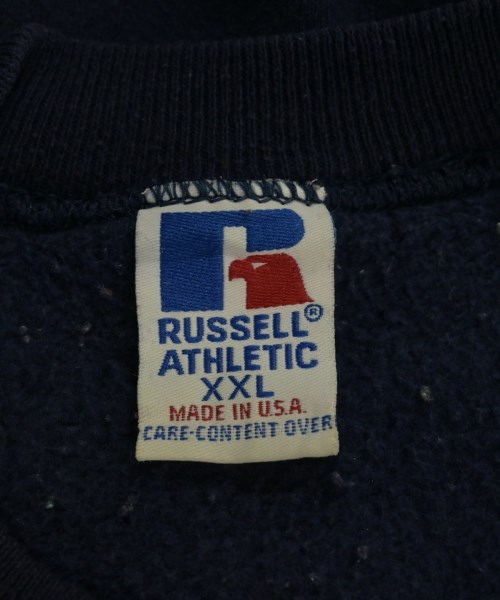 RUSSELL®
ATHLETIC
XXL
MADE IN U.S.A.
CARE-CONTENT OVER